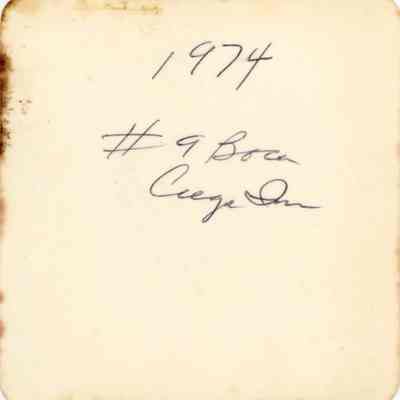 1974
# 9 Boca
Ciega Inn